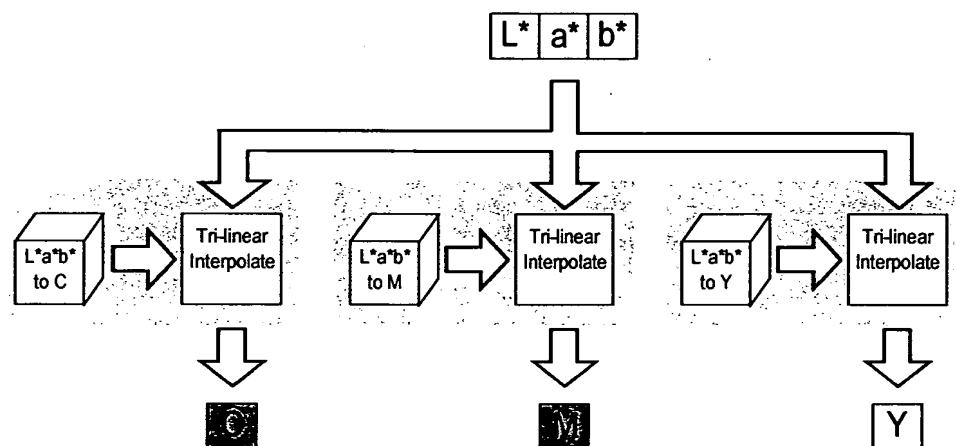 L* a* b*
L*a*b*
to C
Tri-linear
Interpolate
L*a*b*
to M
Tri-linear
Interpolate
L*a*b*
to Y
Tri-linear
Interpolate
C
M
Y